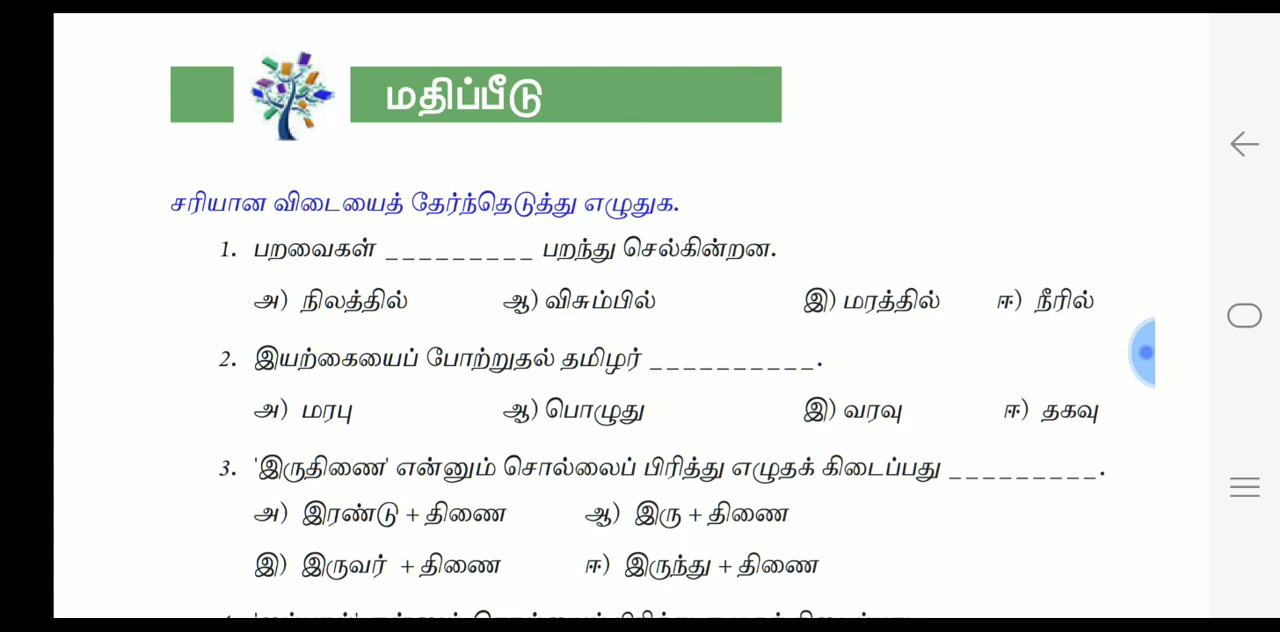 மதிப்பீடு
சரியான விடையைத் தேர்ந்தெடுத்து எழுதுக.
1. பறவைகள் _________ பறந்து செல்கின்றன.
அ) நிலத்தில் ஆ) விசும்பில் இ) மரத்தில் ஈ) நீரில்
2. இயற்கையைப் போற்றுதல் தமிழர் __________.
அ) மரபு ஆ) பொழுது இ) வரவு ஈ) தகவு
3. 'இருதிணை' என்னும் சொல்லைப் பிரித்து எழுதக் கிடைப்பது _________.
அ) இரண்டு + திணை ஆ) இரு + திணை
இ) இருவர் + திணை ஈ) இருந்து + திணை